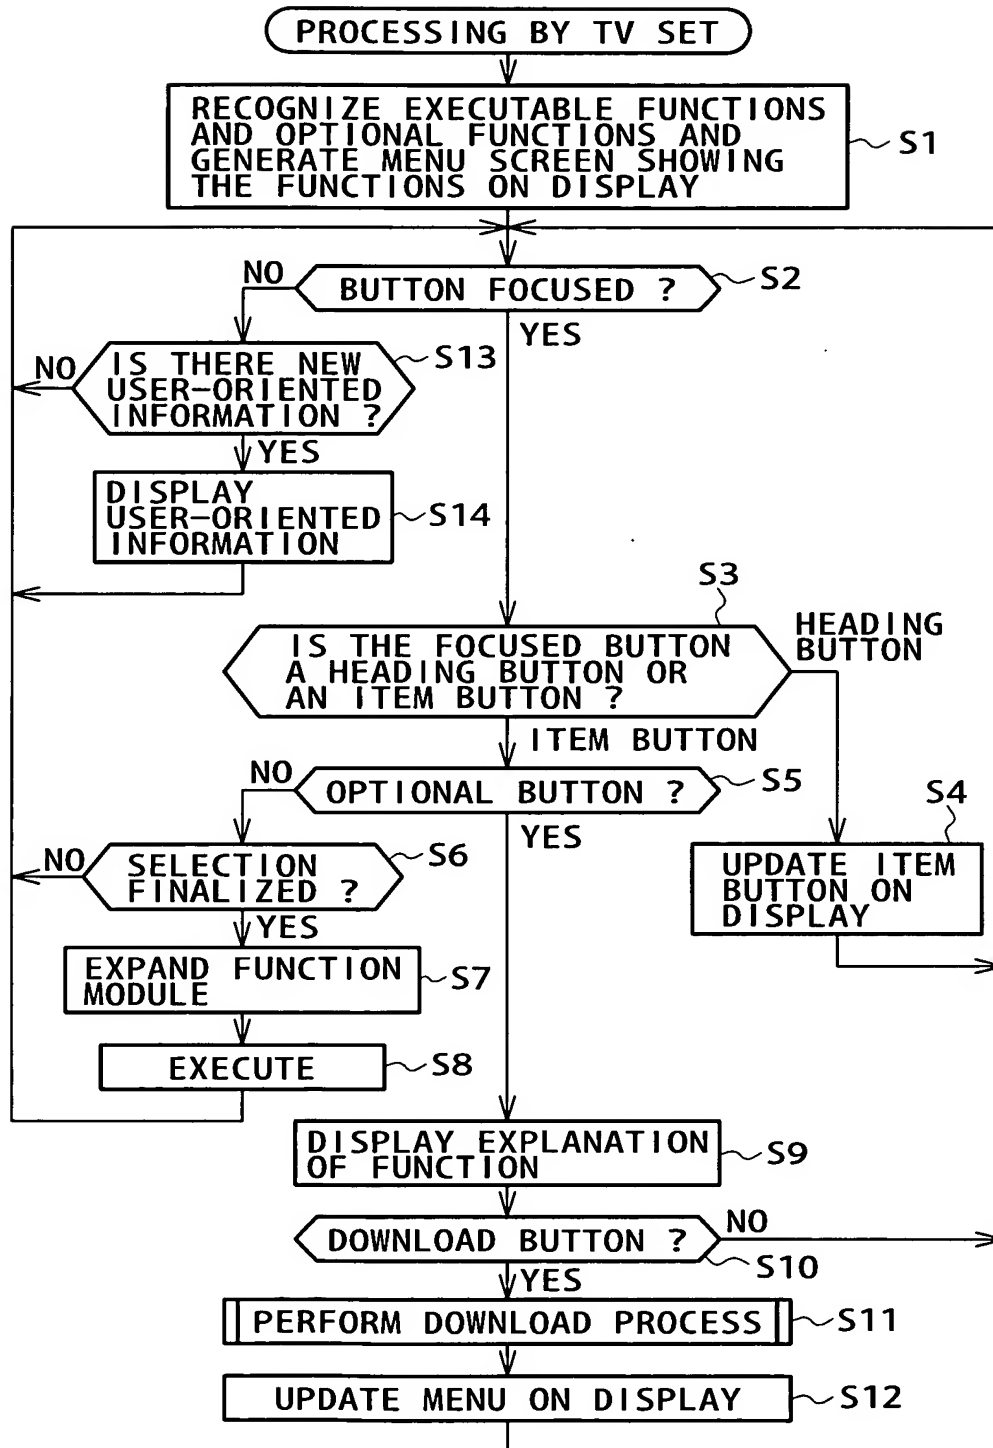 PROCESSING BY TV SET
RECOGNIZE EXECUTABLE FUNCTIONS
AND OPTIONAL FUNCTIONS AND
GENERATE MENU SCREEN SHOWING
THE FUNCTIONS ON DISPLAY
S1
NO
BUTTON FOCUSED ?
S2
YES
NO
IS THERE NEW
USER-ORIENTED
INFORMATION ?
S13
YES
DISPLAY
USER-ORIENTED
INFORMATION
S14
S3
IS THE FOCUSED BUTTON
A HEADING BUTTON OR
AN ITEM BUTTON ?
HEADING
BUTTON
ITEM BUTTON
NO
OPTIONAL BUTTON ?
S5
YES
S4
UPDATE ITEM
BUTTON ON
DISPLAY
NO
SELECTION
FINALIZED ?
S6
YES
EXPAND FUNCTION
MODULE
S7
EXECUTE
S8
DISPLAY EXPLANATION
OF FUNCTION
S9
DOWNLOAD BUTTON ?
NO
S10
YES
PERFORM DOWNLOAD PROCESS
S11
UPDATE MENU ON DISPLAY
S12